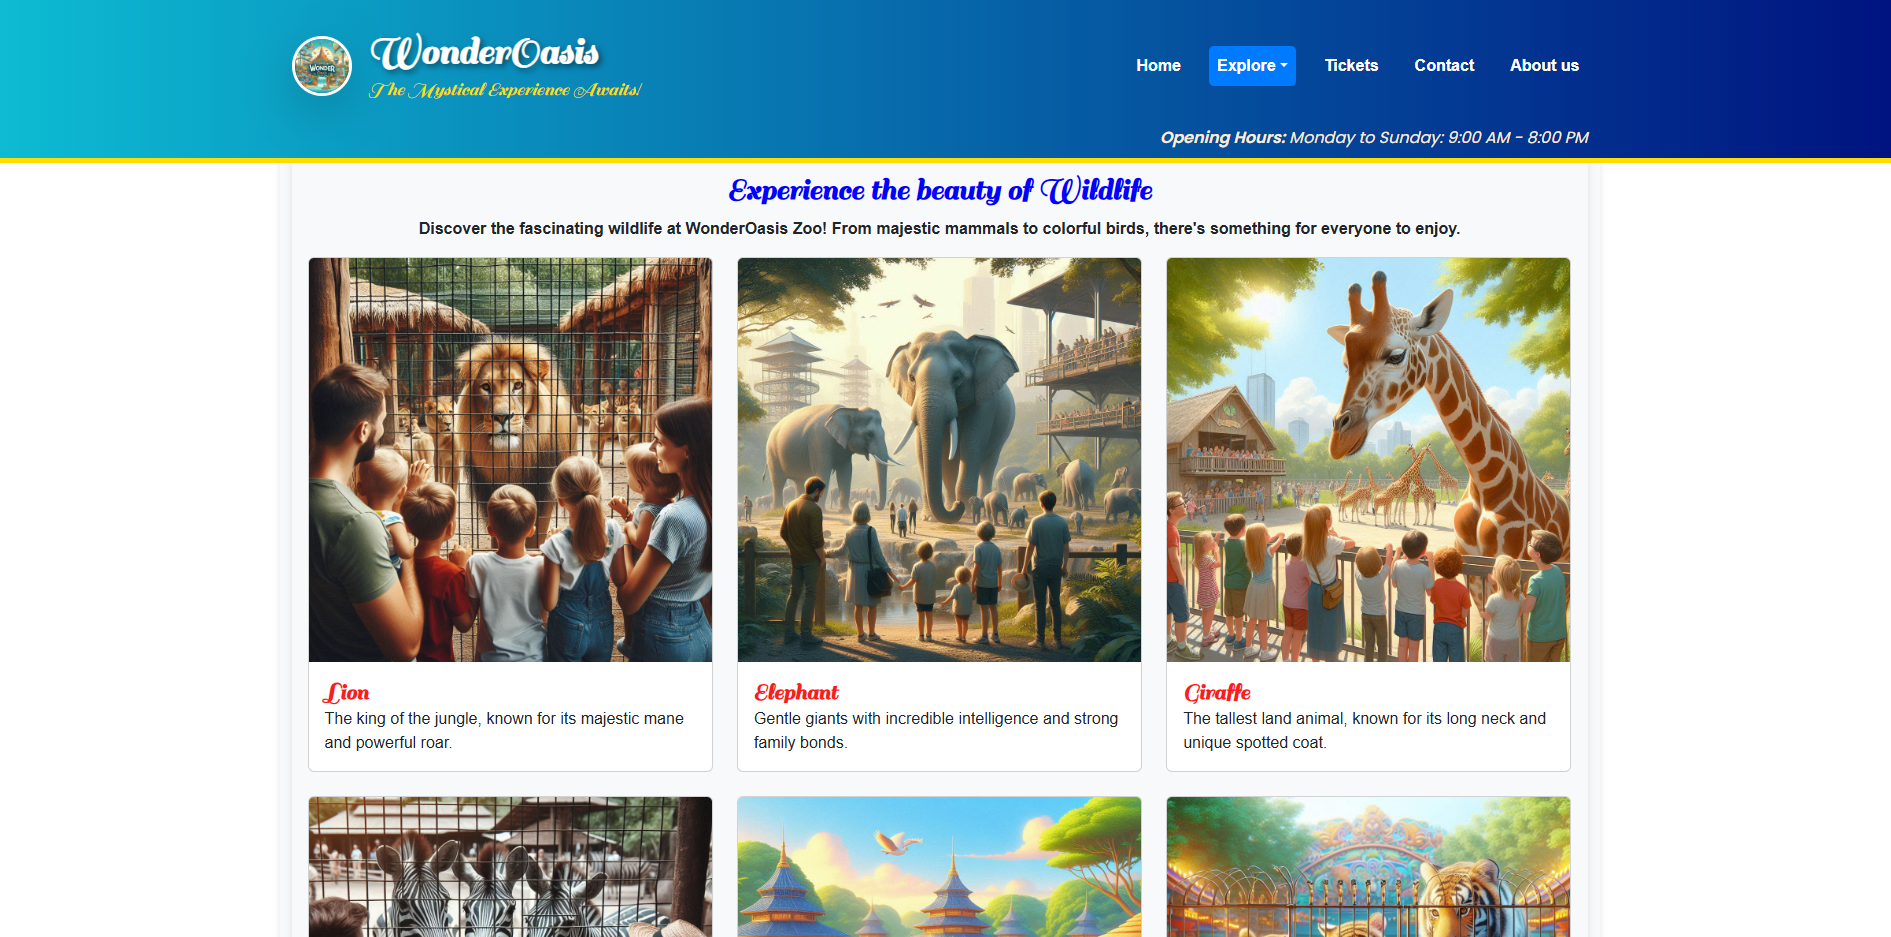 WONDER
WonderOasis
The Mystical Experience Awaits!
Home Explore Tickets Contact About us
Opening Hours: Monday to Sunday: 9:00 AM - 8:00 PM
Experience the beauty of Wildlife
Discover the fascinating wildlife at WonderOasis Zoo! From majestic mammals to colorful birds, there's something for everyone to enjoy.
Lion
The king of the jungle, known for its majestic mane
and powerful roar.
Elephant
Gentle giants with incredible intelligence and strong
family bonds.
Giraffe
The tallest land animal, known for its long neck and
unique spotted coat.